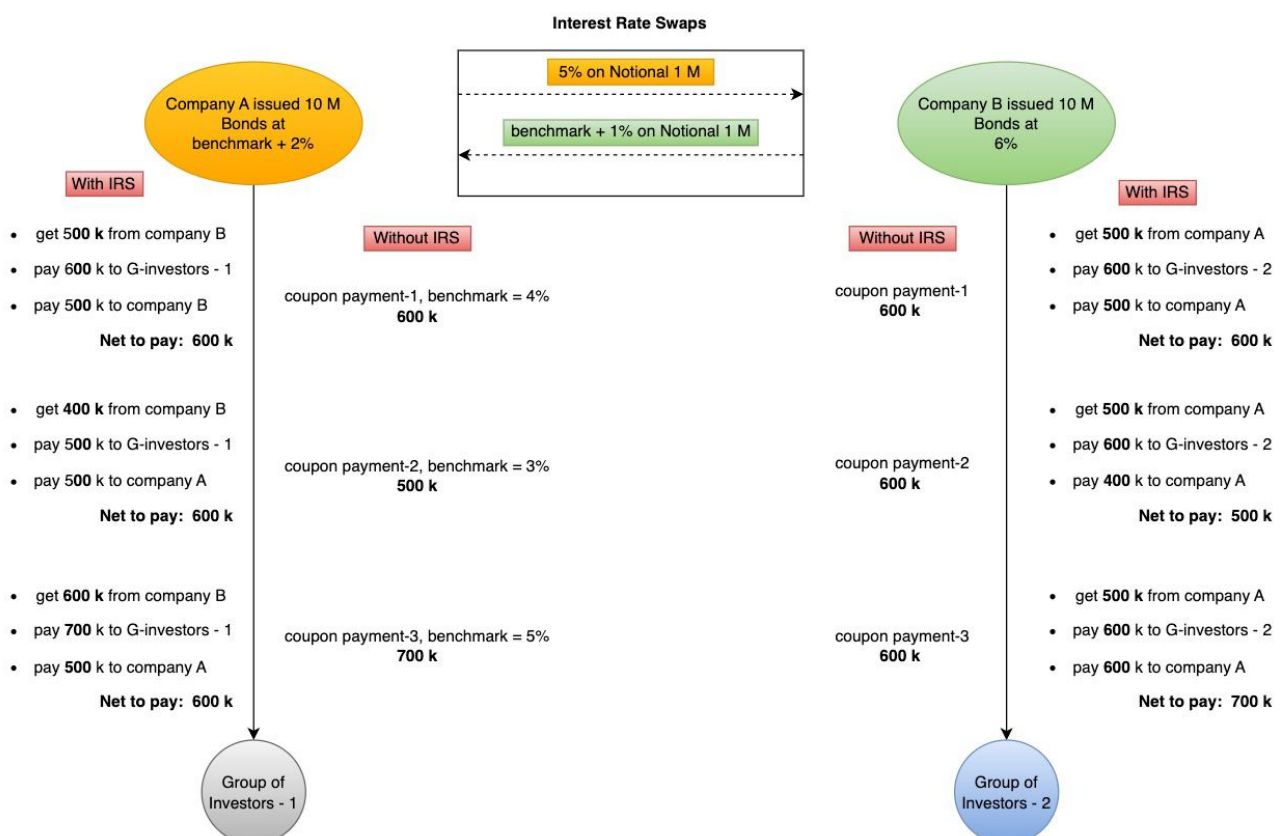 Interest Rate Swaps
Company A issued 10 M
Bonds at
benchmark + 2%
5% on Notional 1 M
benchmark + 1% on Notional 1 M
Company B issued 10 M
Bonds at
6%
With IRS
• get 500 k from company B
• pay 600 k to G-investors - 1
• pay 500 k to company B
Net to pay: 600 k
• get 400 k from company B
• pay 500 k to G-investors - 1
• pay 500 k to company A
Net to pay: 600 k
• get 600 k from company B
• pay 700 k to G-investors - 1
• pay 500 k to company A
Net to pay: 600 k
Without IRS
coupon payment-1, benchmark = 4%
600 k
coupon payment-2, benchmark = 3%
500 k
coupon payment-3, benchmark = 5%
700 k
Without IRS
coupon payment-1
600 k
coupon payment-2
600 k
coupon payment-3
600 k
With IRS
• get 500 k from company A
• pay 600 k to G-investors - 2
• pay 500 k to company A
Net to pay: 600 k
• get 500 k from company A
• pay 600 k to G-investors - 2
• pay 400 k to company A
Net to pay: 500 k
• get 500 k from company A
• pay 600 k to G-investors - 2
• pay 600 k to company A
Net to pay: 700 k
Group of
Investors - 1
Group of
Investors - 2